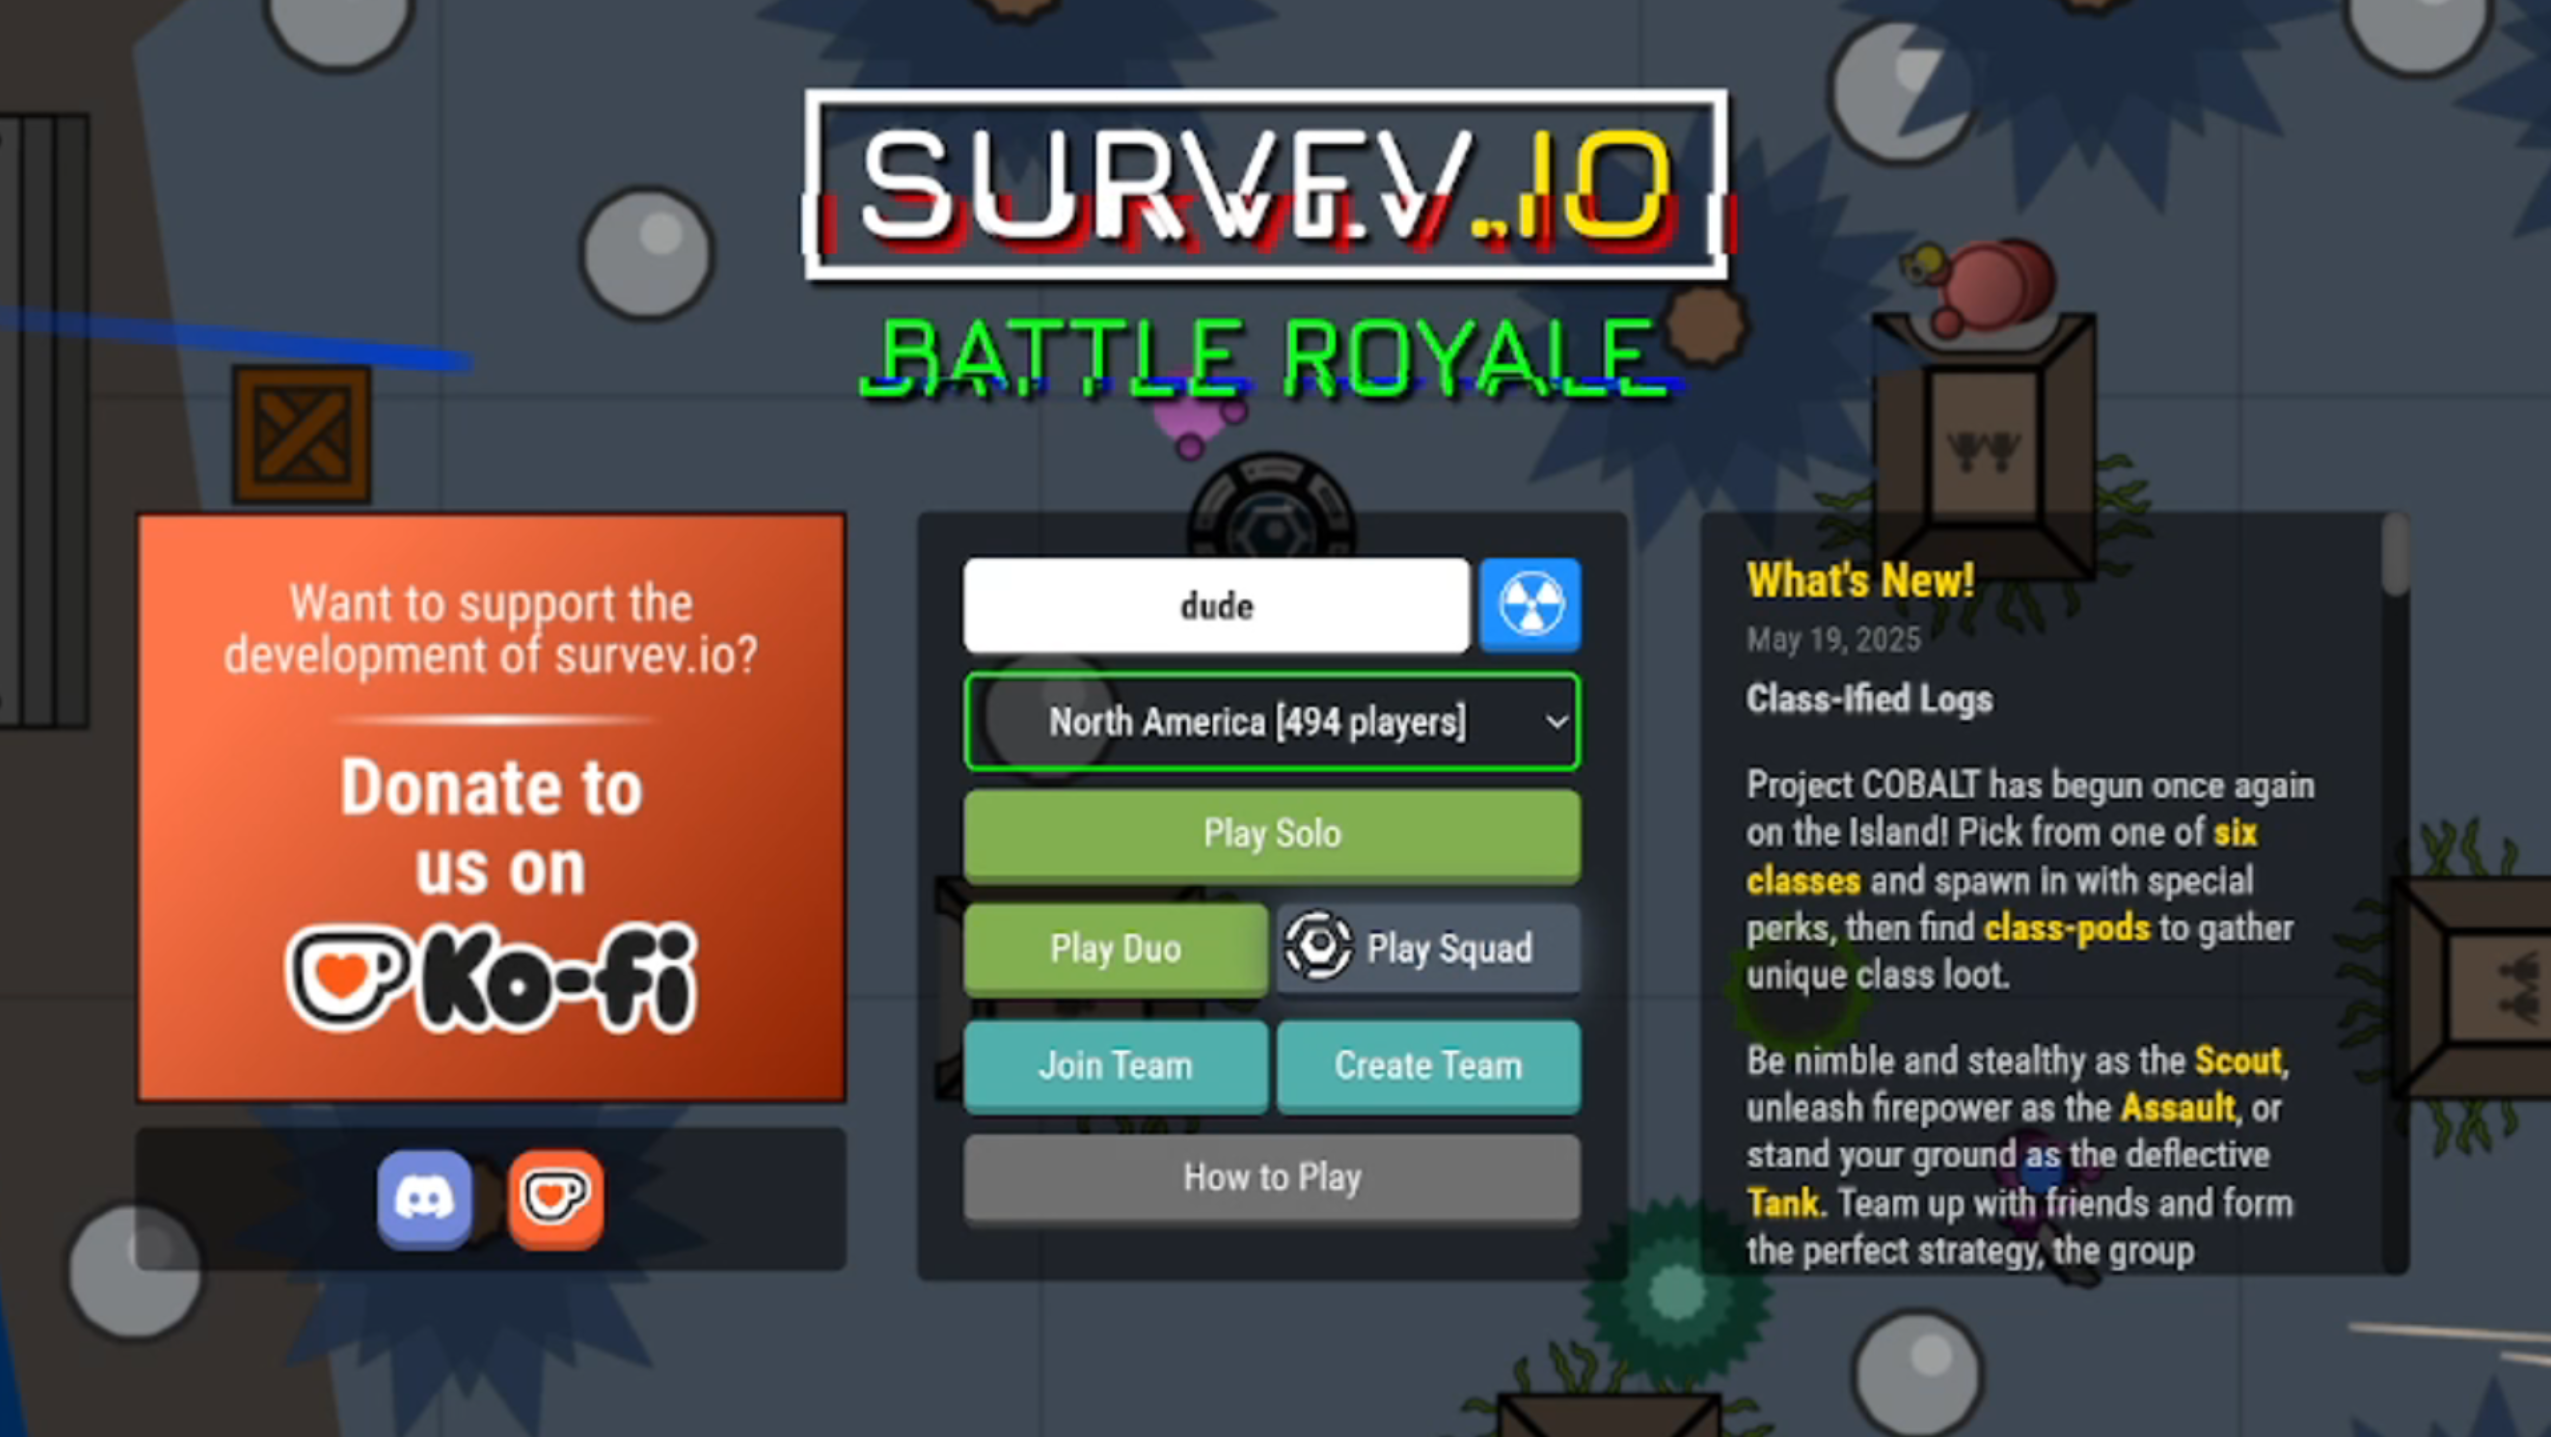 SURVEV.IO
BATTLE ROYALE
Want to support the
development of survev.io?
Donate to
us on
Ko-fi
dude
North America [494 players]
Play Solo
Play Duo
Play Squad
Join Team
Create Team
How to Play
What's New!
May 19, 2025
Class-Ified Logs
Project COBALT has begun once again
on the Island! Pick from one of six
classes and spawn in with special
perks, then find class-pods to gather
unique class loot.
Be nimble and stealthy as the Scout,
unleash firepower as the Assault, or
stand your ground as the deflective
Tank. Team up with friends and form
the perfect strategy, the group